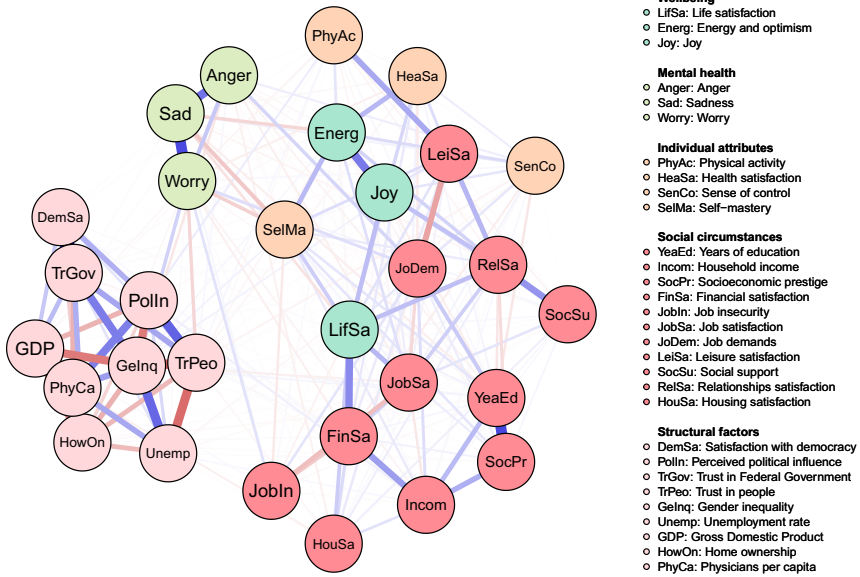 PhyAc
HeaSa
Anger
Sad
Energ
LeiSa
SenCo
Worry
Joy
DemSa
SelMa
TrGov
JoDem
RelSa
PolIn
SocSu
LifSa
GDP
GeInq
TrPeo
PhyCa
JobSa
YeaEd
HowOn
Unemp
FinSa
SocPr
JobIn
Incom
HouSa
Wellbeing
LifSa: Life satisfaction
Energ: Energy and optimism
Joy: Joy
Mental health
Anger: Anger
Sad: Sadness
Worry: Worry
Individual attributes
PhyAc: Physical activity
HeaSa: Health satisfaction
SenCo: Sense of control
SelMa: Self−mastery
Social circumstances
YeaEd: Years of education
Incom: Household income
SocPr: Socioeconomic prestige
FinSa: Financial satisfaction
JobIn: Job insecurity
JobSa: Job satisfaction
JoDem: Job demands
LeiSa: Leisure satisfaction
SocSu: Social support
RelSa: Relationships satisfaction
HouSa: Housing satisfaction
Structural factors
DemSa: Satisfaction with democracy
PolIn: Perceived political influence
TrGov: Trust in Federal Government
TrPeo: Trust in people
GeInq: Gender inequality
Unemp: Unemployment rate
GDP: Gross Domestic Product
HowOn: Home ownership
PhyCa: Physicians per capita